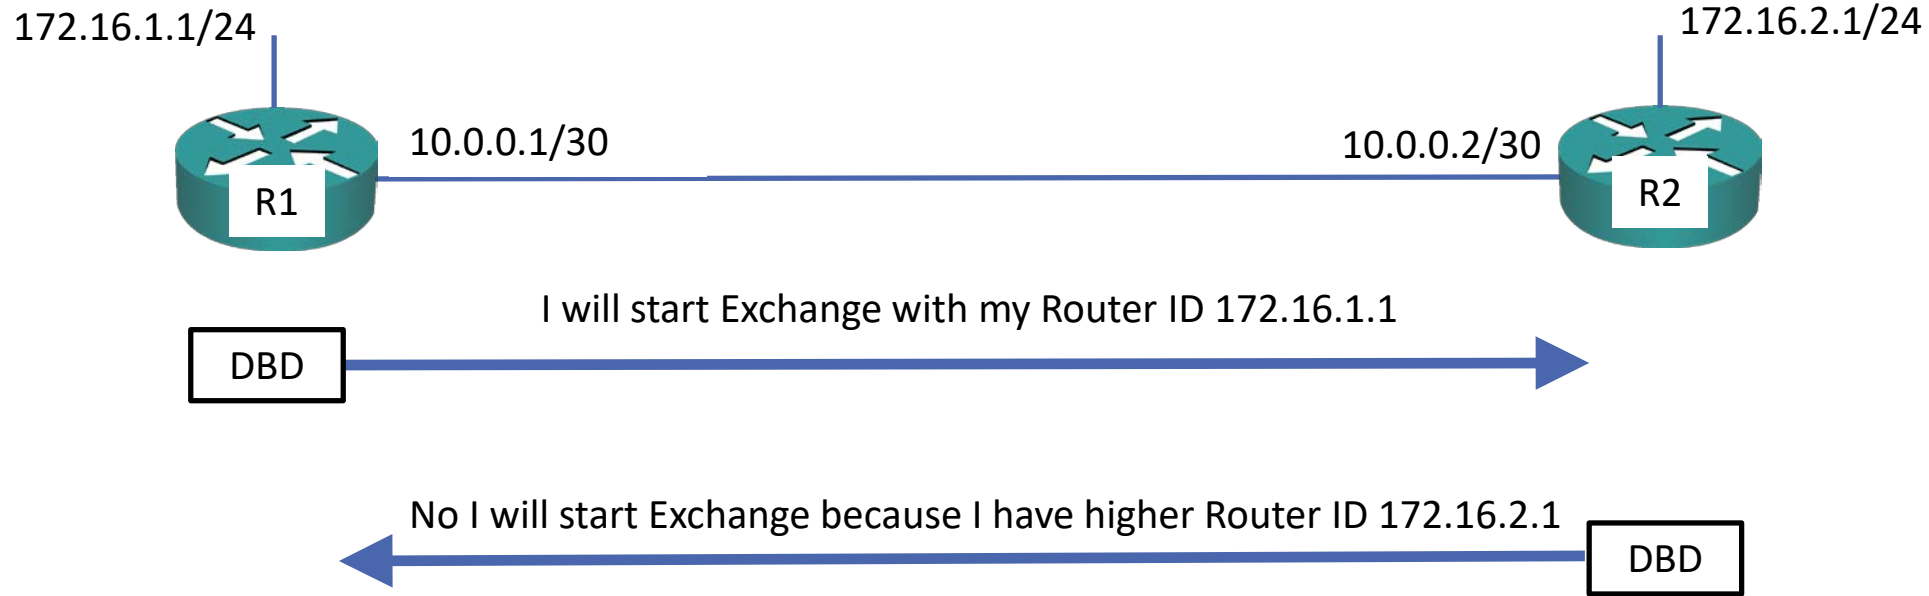 172.16.1.1/24
172.16.2.1/24
10.0.0.1/30
10.0.0.2/30
R1
R2
I will start Exchange with my Router ID 172.16.1.1
DBD
No I will start Exchange because I have higher Router ID 172.16.2.1
DBD